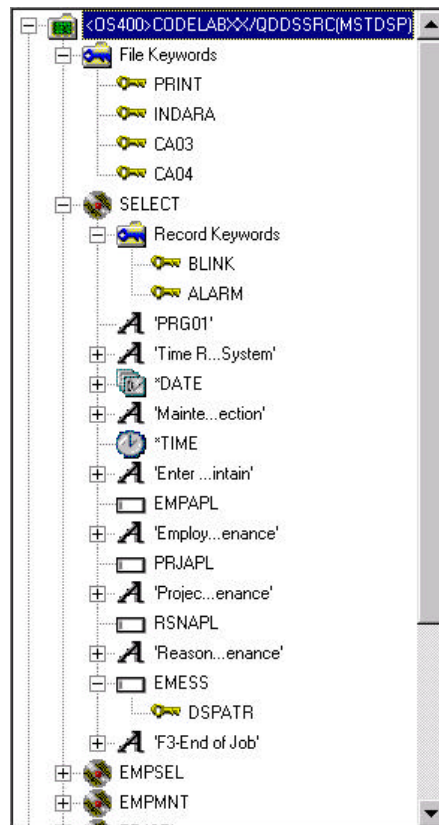 <OS400>CODELABXX/QDDSSRC(MSTDSP)
File Keywords
PRINT
INDARA
CA03
CA04
SELECT
Record Keywords
BLINK
ALARM
'PRG01'
'Time R...System'
*DATE
'Mainte...ection'
*TIME
'Enter ...intain'
EMPAPL
'Employ...enance'
PRJAPL
'Projec...enance'
RSNAPL
'Reason...enance'
EMESS
DSPATR
'F3-End of Job'
EMPSEL
EMPMNT